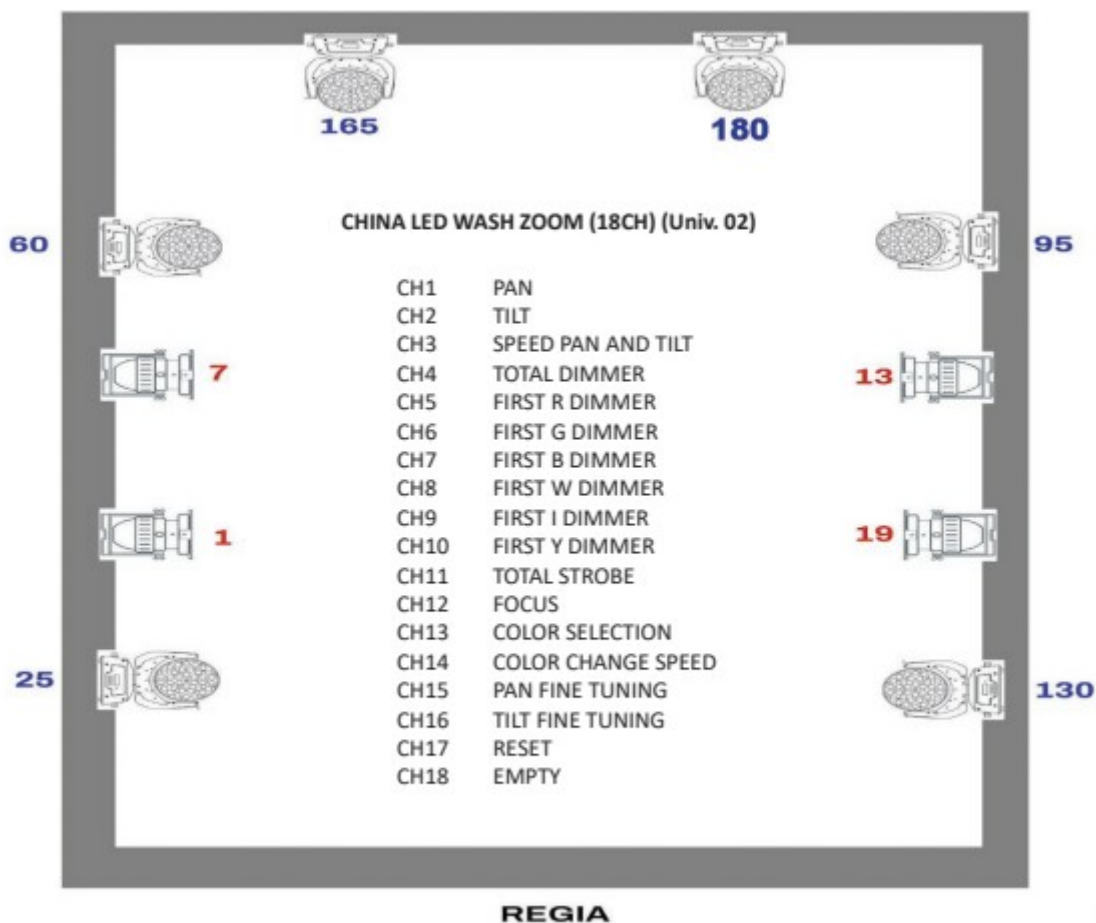 165 180
CHINA LED WASH ZOOM (18CH) (Univ. 02)
60 95
CH1 PAN
CH2 TILT
CH3 SPEED PAN AND TILT
CH4 TOTAL DIMMER
7 13
CH5 FIRST R DIMMER
CH6 FIRST G DIMMER
CH7 FIRST B DIMMER
CH8 FIRST W DIMMER
CH9 FIRST I DIMMER
1 19
CH10 FIRST Y DIMMER
CH11 TOTAL STROBE
CH12 FOCUS
CH13 COLOR SELECTION
CH14 COLOR CHANGE SPEED
25 130
CH15 PAN FINE TUNING
CH16 TILT FINE TUNING
CH17 RESET
CH18 EMPTY
REGIA